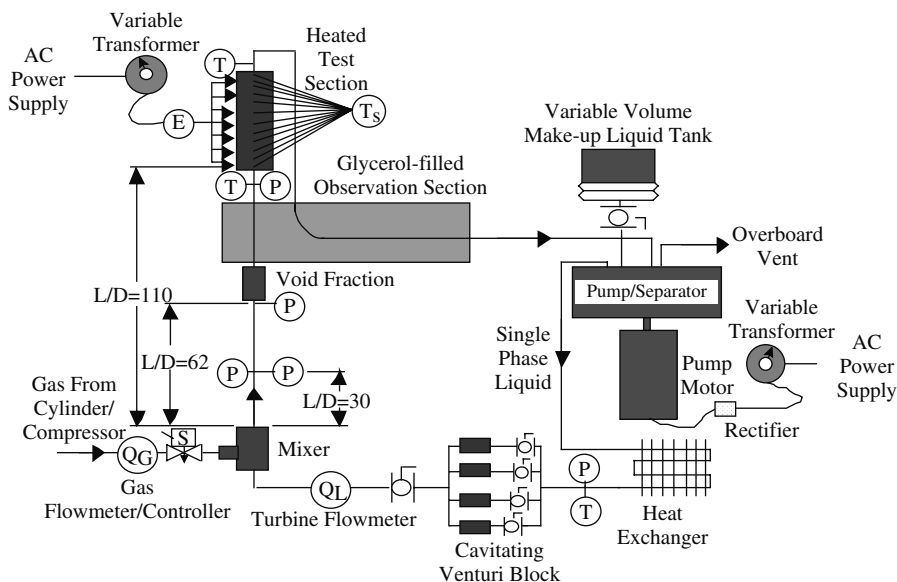 Variable
Transformer
AC
Power
Supply
T
Heated
Test
Section
E
Ts
T
P
Glycerol-filled
Observation Section
Variable Volume
Make-up Liquid Tank
Overboard
Vent
Void Fraction
L/D=110
P
Pump/Separator
Variable
Transformer
L/D=62
Single
Phase
Liquid
AC
Power
Supply
Pump
Motor
P
P
L/D=30
Gas From
Cylinder/
Compressor
S
Rectifier
QG
Mixer
Gas
Flowmeter/Controller
QL
Turbine Flowmeter
P
T
Cavitating
Venturi Block
Heat
Exchanger